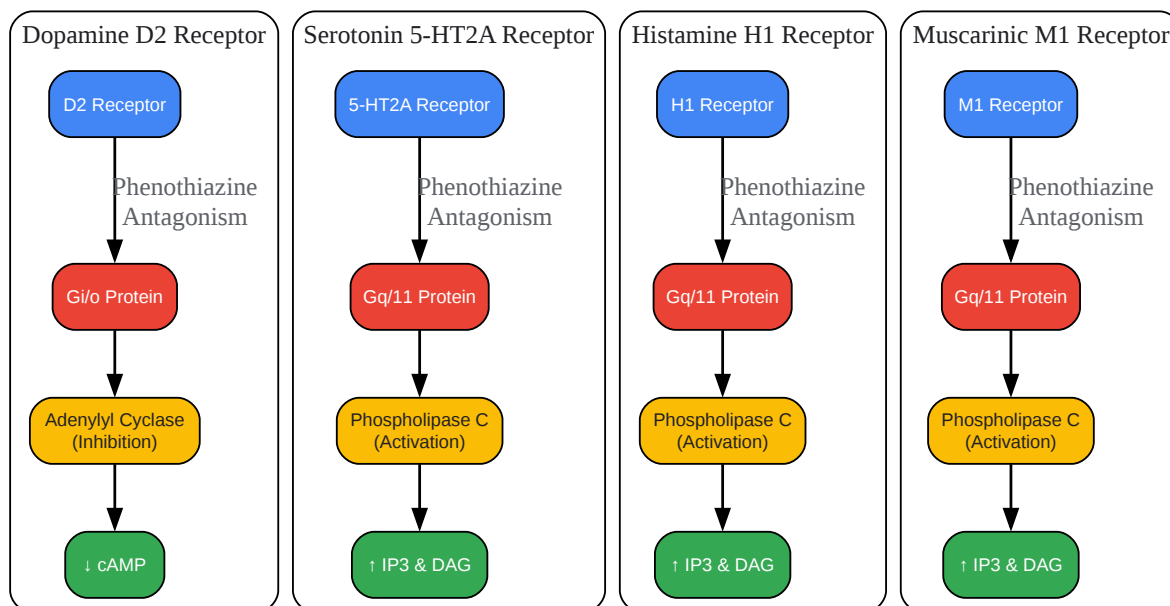 Dopamine D2 Receptor
D2 Receptor
Phenothiazine
Antagonism
Gi/o Protein
Adenylyl Cyclase
(Inhibition)
↓ cAMP
Serotonin 5-HT2A Receptor
5-HT2A Receptor
Phenothiazine
Antagonism
Gq/11 Protein
Phospholipase C
(Activation)
↑ IP3 & DAG
Histamine H1 Receptor
H1 Receptor
Phenothiazine
Antagonism
Gq/11 Protein
Phospholipase C
(Activation)
↑ IP3 & DAG
Muscarinic M1 Receptor
M1 Receptor
Phenothiazine
Antagonism
Gq/11 Protein
Phospholipase C
(Activation)
↑ IP3 & DAG